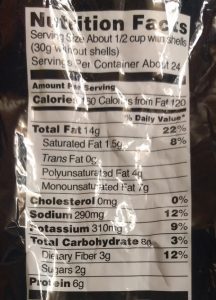 Nutrition Facts
Serving Size About 1/2 cup with shells
(30g without shells)
Servings Per Container About 24
Amount Per Serving
Calories 160 Calories from Fat 120
% Daily Value*
Total Fat 14g 22%
Saturated Fat 1.5g 8%
Trans Fat 0g
Polyunsaturated Fat 4g
Monounsaturated Fat 7g
Cholesterol 0mg 0%
Sodium 290mg 12%
Potassium 310mg 9%
Total Carbohydrate 8g 3%
Dietary Fiber 3g 12%
Sugars 2g
Protein 6g